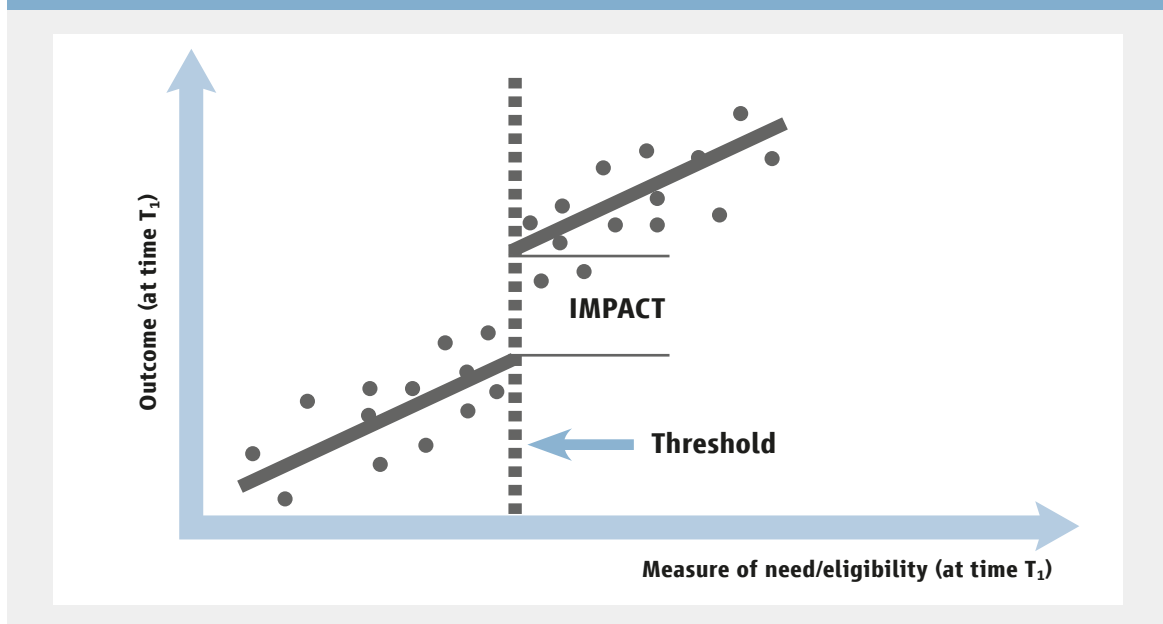 Outcome (at time T₁)
IMPACT
Threshold
Measure of need/eligibility (at time T₁)